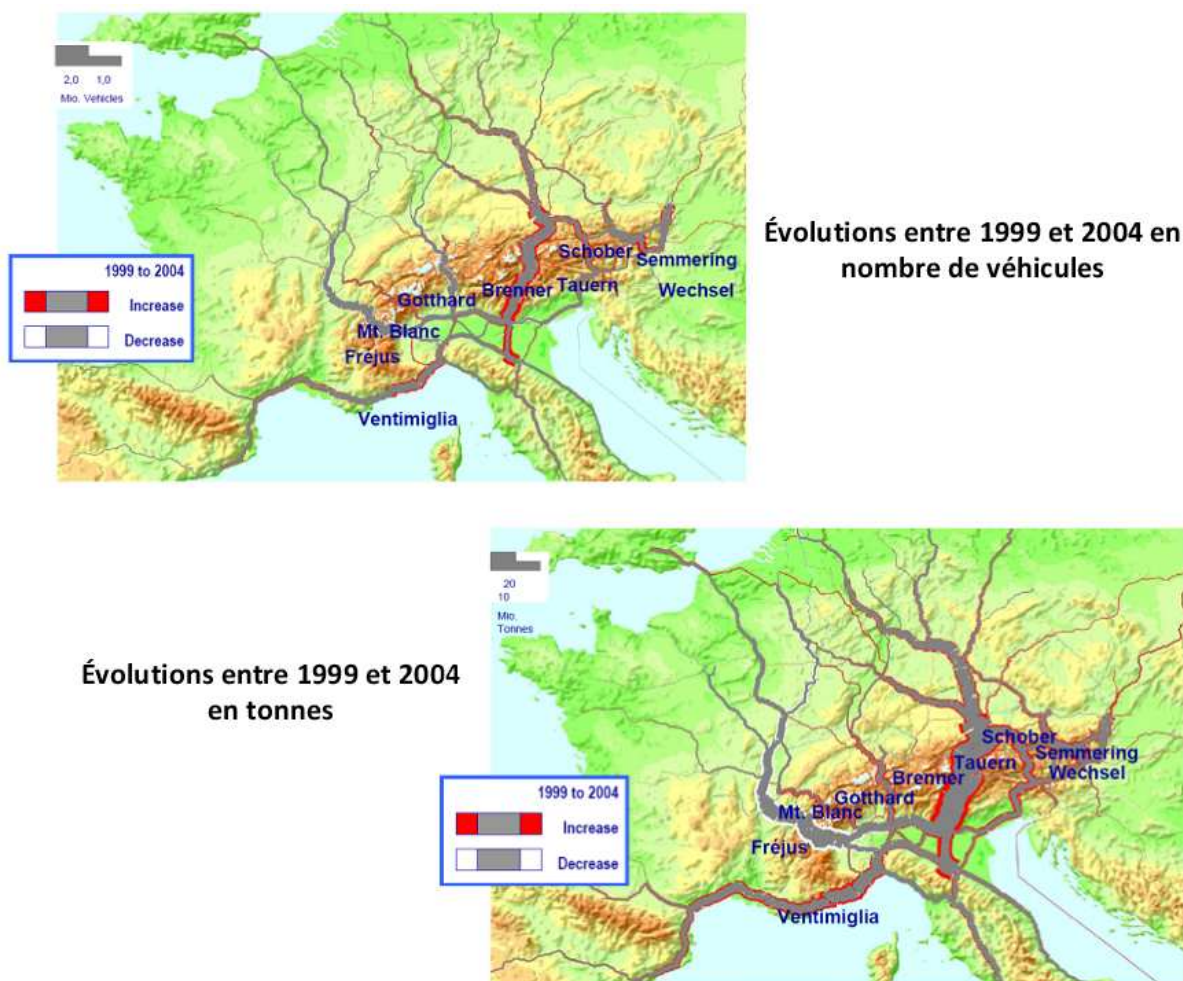 2,0 1,0
Mio. Vehicles
1999 to 2004
Increase
Decrease
Schober
Semmering
Gotthard
Brenner
Tauern
Wechsel
Mt. Blanc
Fréjus
Ventimiglia
Évolutions entre 1999 et 2004 en
nombre de véhicules
Évolutions entre 1999 et 2004
en tonnes
20
10
Mio.
Tonnes
1999 to 2004
Increase
Decrease
Schober
Semmering
Tauern
Wechsel
Brenner
Gotthard
Mt. Blanc
Fréjus
Ventimiglia